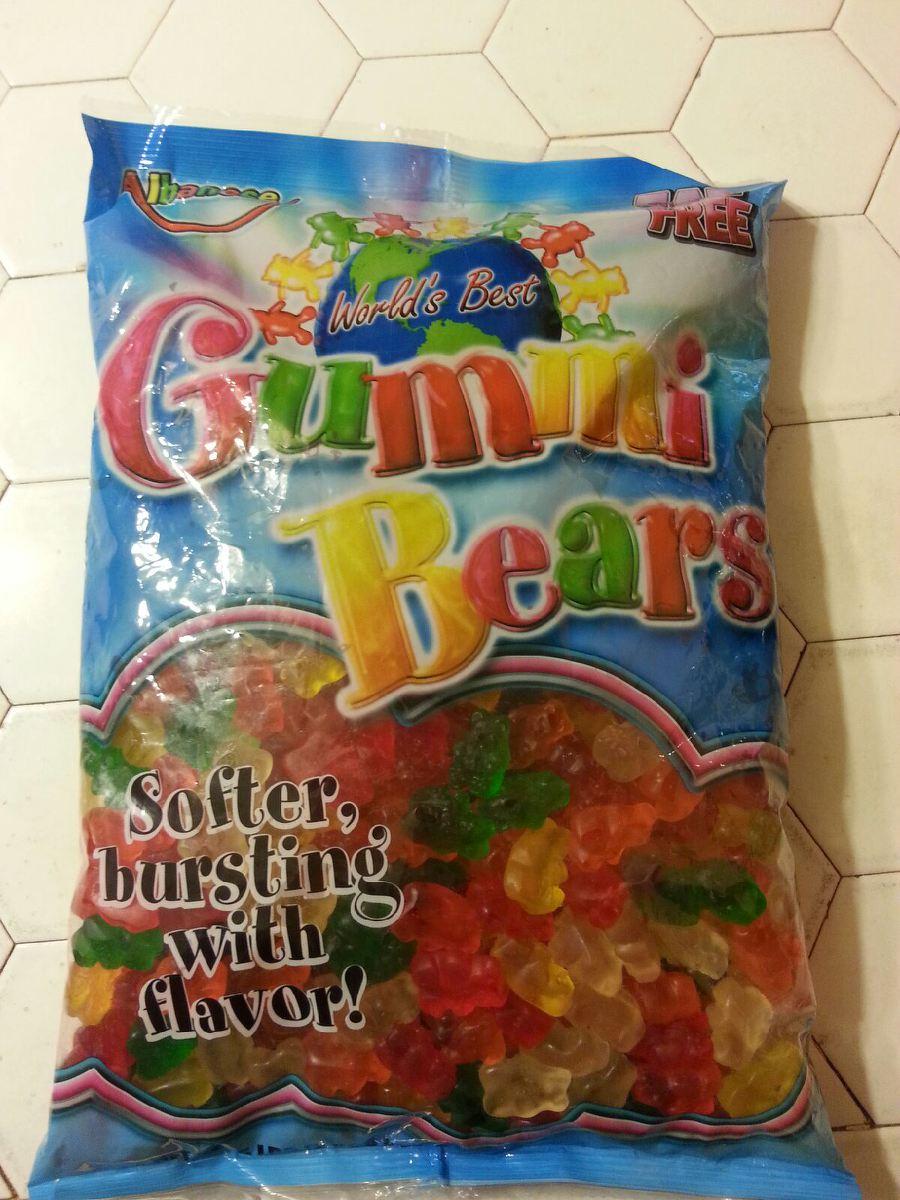 Albanese
FREE
World's Best
Gummi
Bears
Softer,
bursting
with
flavor!